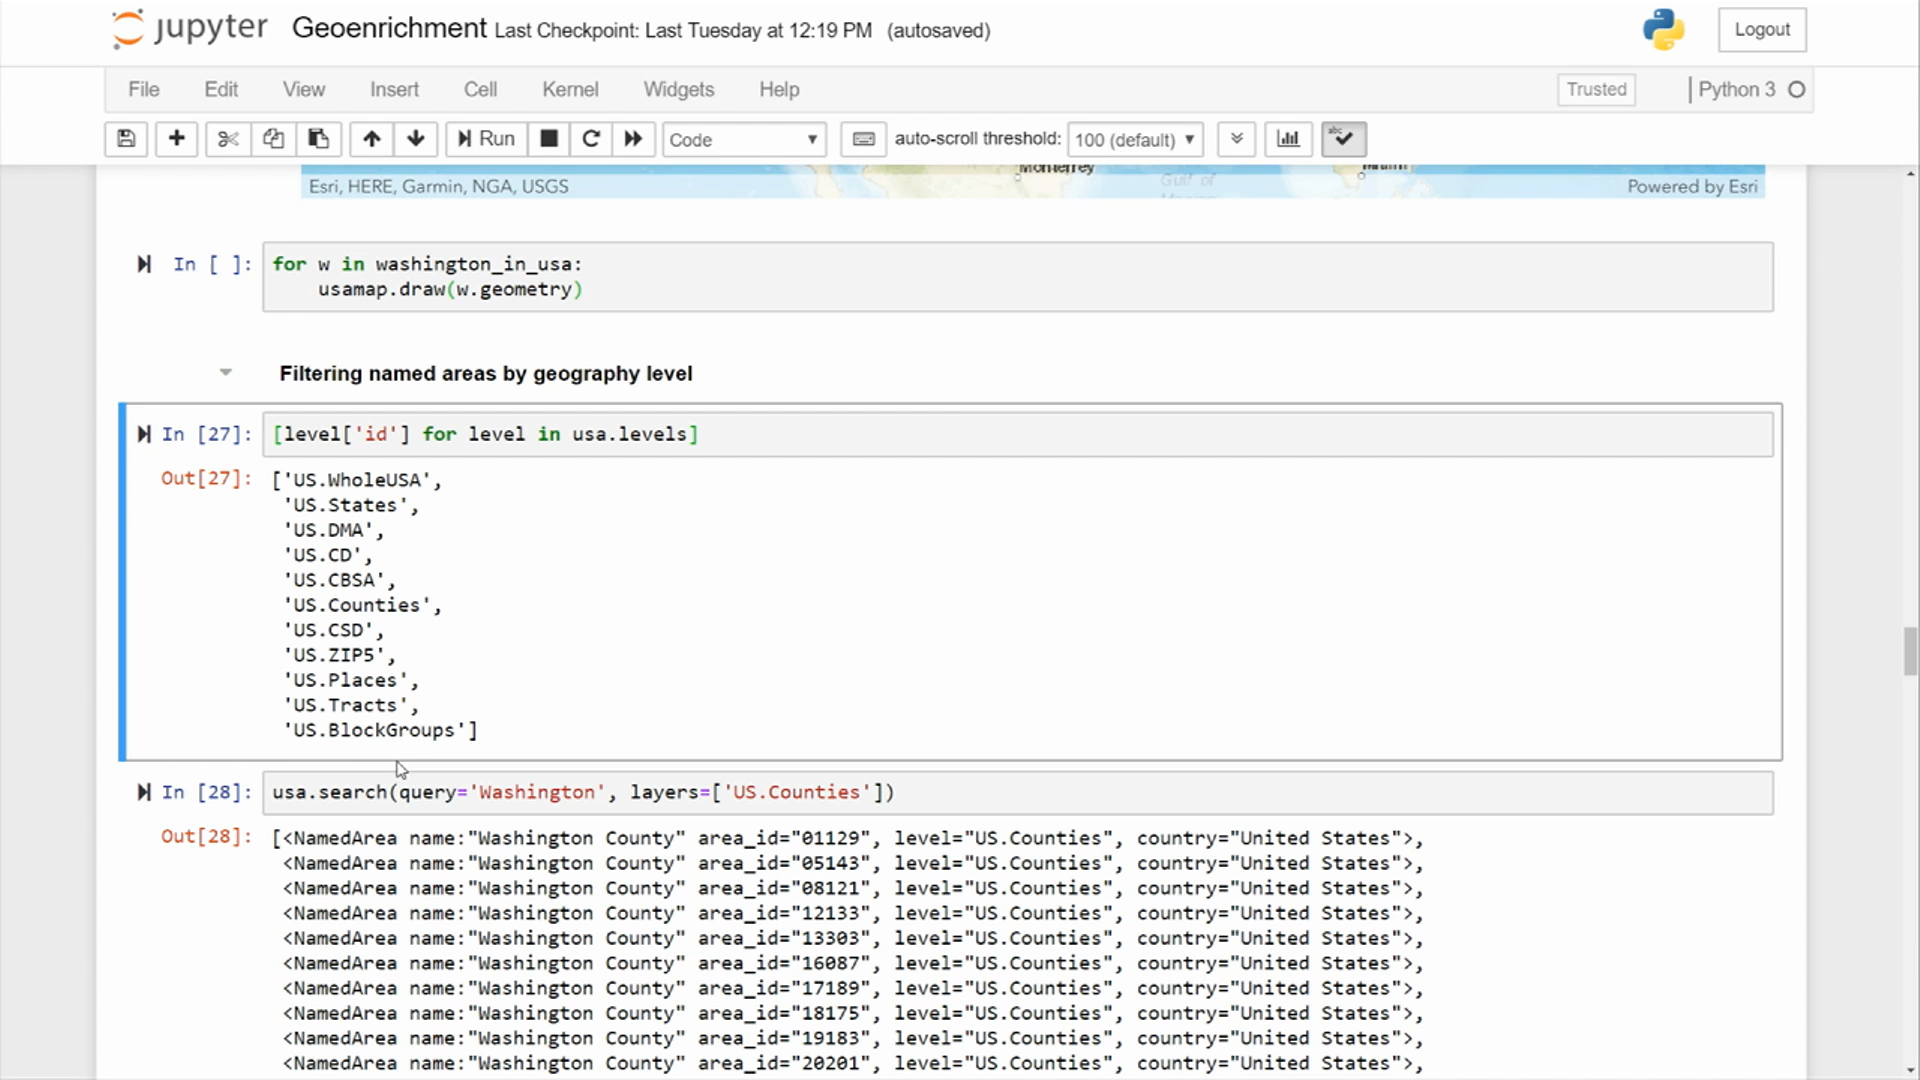 jupyter Geoenrichment Last Checkpoint: Last Tuesday at 12:19 PM (autosaved) Logout
File Edit View Insert Cell Kernel Widgets Help Trusted Python 3
Run Code auto-scroll threshold: 100 (default) abc
Monterrey Gulf of Miami
Esri, HERE, Garmin, NGA, USGS Powered by Esri
In [ ]: for w in washington_in_usa:
usamap.draw(w.geometry)
Filtering named areas by geography level
In [27]: [level['id'] for level in usa.levels]
Out[27]: ['US.WholeUSA',
'US.States',
'US.DMA',
'US.CD',
'US.CBSA',
'US.Counties',
'US.CSD',
'US.ZIP5',
'US.Places',
'US.Tracts',
'US.BlockGroups']
In [28]: usa.search(query='Washington', layers=['US.Counties'])
Out[28]: [<NamedArea name:"Washington County" area_id="01129", level="US.Counties", country="United States">,
<NamedArea name:"Washington County" area_id="05143", level="US.Counties", country="United States">,
<NamedArea name:"Washington County" area_id="08121", level="US.Counties", country="United States">,
<NamedArea name:"Washington County" area_id="12133", level="US.Counties", country="United States">,
<NamedArea name:"Washington County" area_id="13303", level="US.Counties", country="United States">,
<NamedArea name:"Washington County" area_id="16087", level="US.Counties", country="United States">,
<NamedArea name:"Washington County" area_id="17189", level="US.Counties", country="United States">,
<NamedArea name:"Washington County" area_id="18175", level="US.Counties", country="United States">,
<NamedArea name:"Washington County" area_id="19183", level="US.Counties", country="United States">,
<NamedArea name:"Washington County" area_id="20201", level="US.Counties", country="United States">,